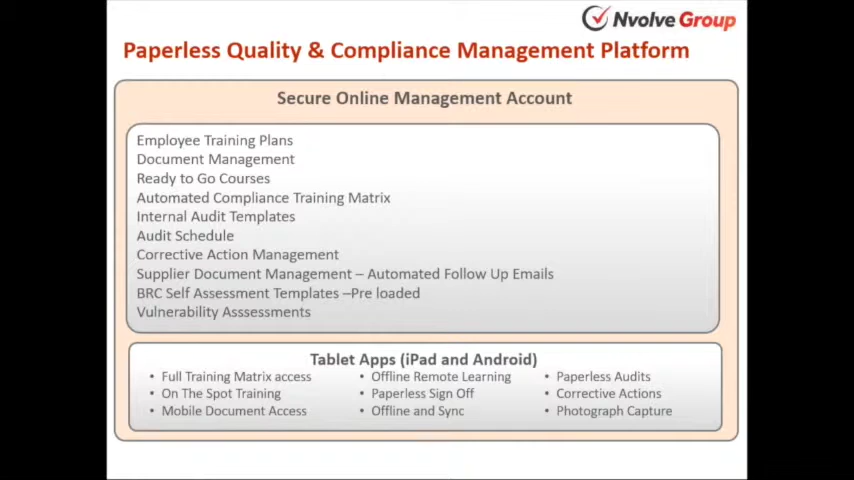 Nvolve Group
Paperless Quality & Compliance Management Platform
Secure Online Management Account
Employee Training Plans
Document Management
Ready to Go Courses
Automated Compliance Training Matrix
Internal Audit Templates
Audit Schedule
Corrective Action Management
Supplier Document Management – Automated Follow Up Emails
BRC Self Assessment Templates –Pre loaded
Vulnerability Asssessments
Tablet Apps (iPad and Android)
• Full Training Matrix access
• On The Spot Training
• Mobile Document Access
• Offline Remote Learning
• Paperless Sign Off
• Offline and Sync
• Paperless Audits
• Corrective Actions
• Photograph Capture